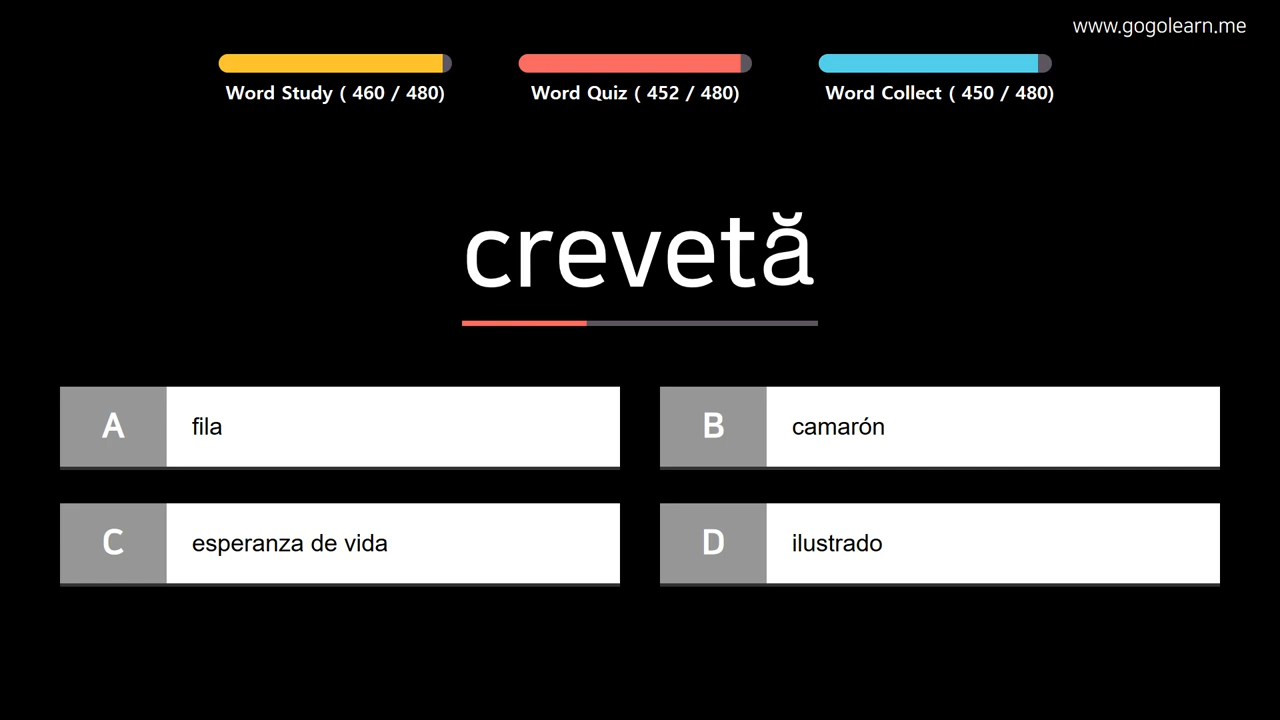 www.gogolearn.me
Word Study ( 460 / 480)
Word Quiz ( 452 / 480)
Word Collect ( 450 / 480)
crevetă
A
fila
B
camarón
C
esperanza de vida
D
ilustrado